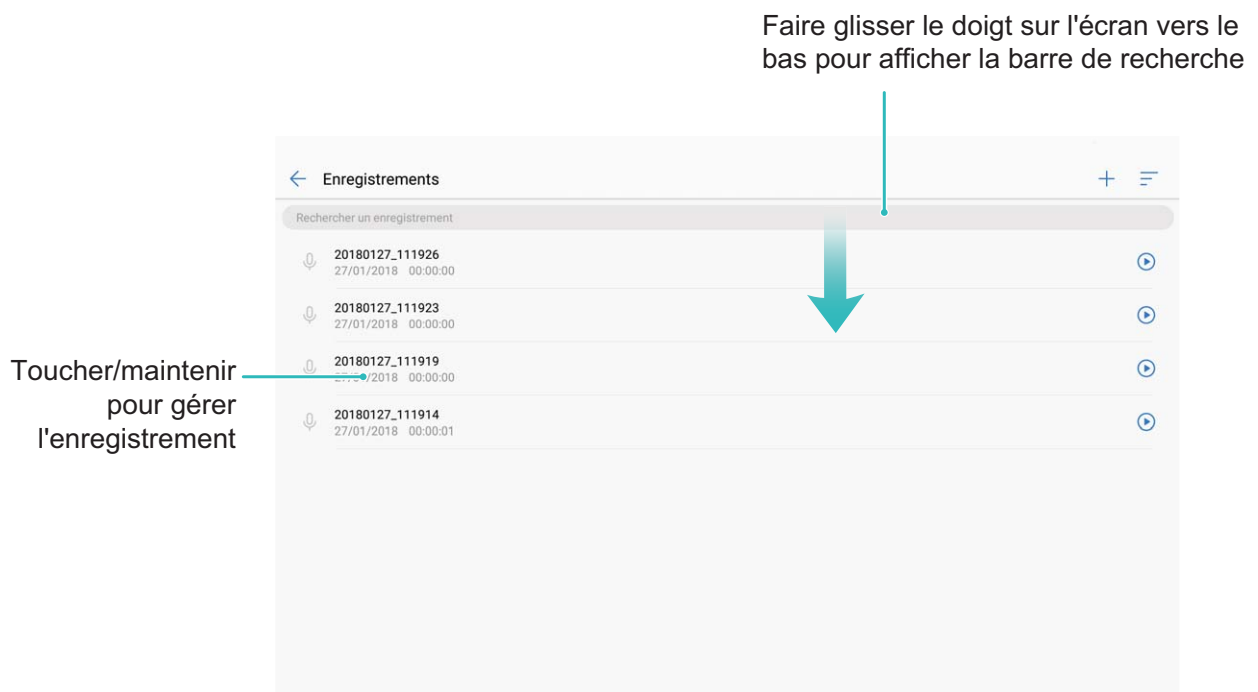 Faire glisser le doigt sur l'écran vers le
bas pour afficher la barre de recherche
Enregistrements
Rechercher un enregistrement
20180127_111926
27/01/2018 00:00:00
20180127_111923
27/01/2018 00:00:00
Toucher/maintenir
pour gérer
l'enregistrement
20180127_111919
/2018 00:00:00
20180127_111914
27/01/2018 00:00:01